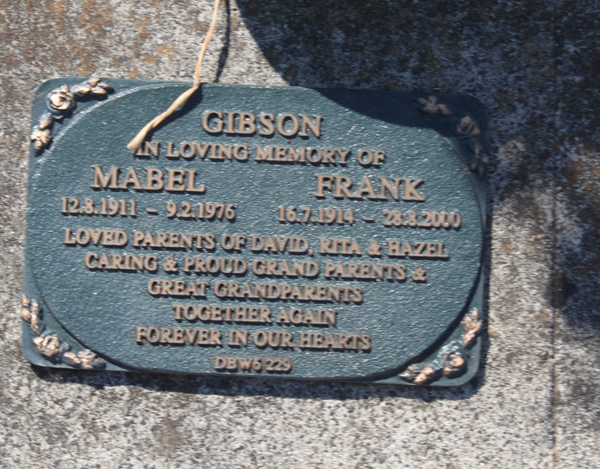 GIBSON
IN LOVING MEMORY OF
MABEL FRANK
12.8.1911 – 9.2.1976 16.7.1914 – 28.8.2000
LOVED PARENTS OF DAVID, RITA & HAZEL
CARING & PROUD GRAND PARENTS &
GREAT GRANDPARENTS
TOGETHER AGAIN
FOREVER IN OUR HEARTS
DBW6 229